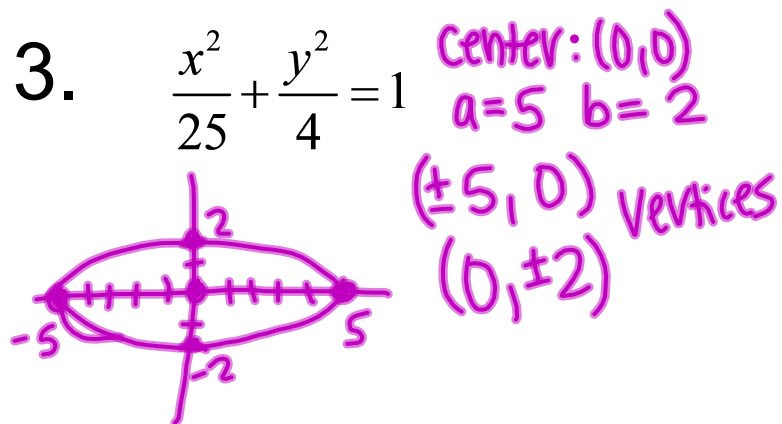 3. x²/25 + y²/4 = 1
center: (0,0)
a=5 b=2
(±5, 0) vertices
(0, ±2)
2
-5 5
-2